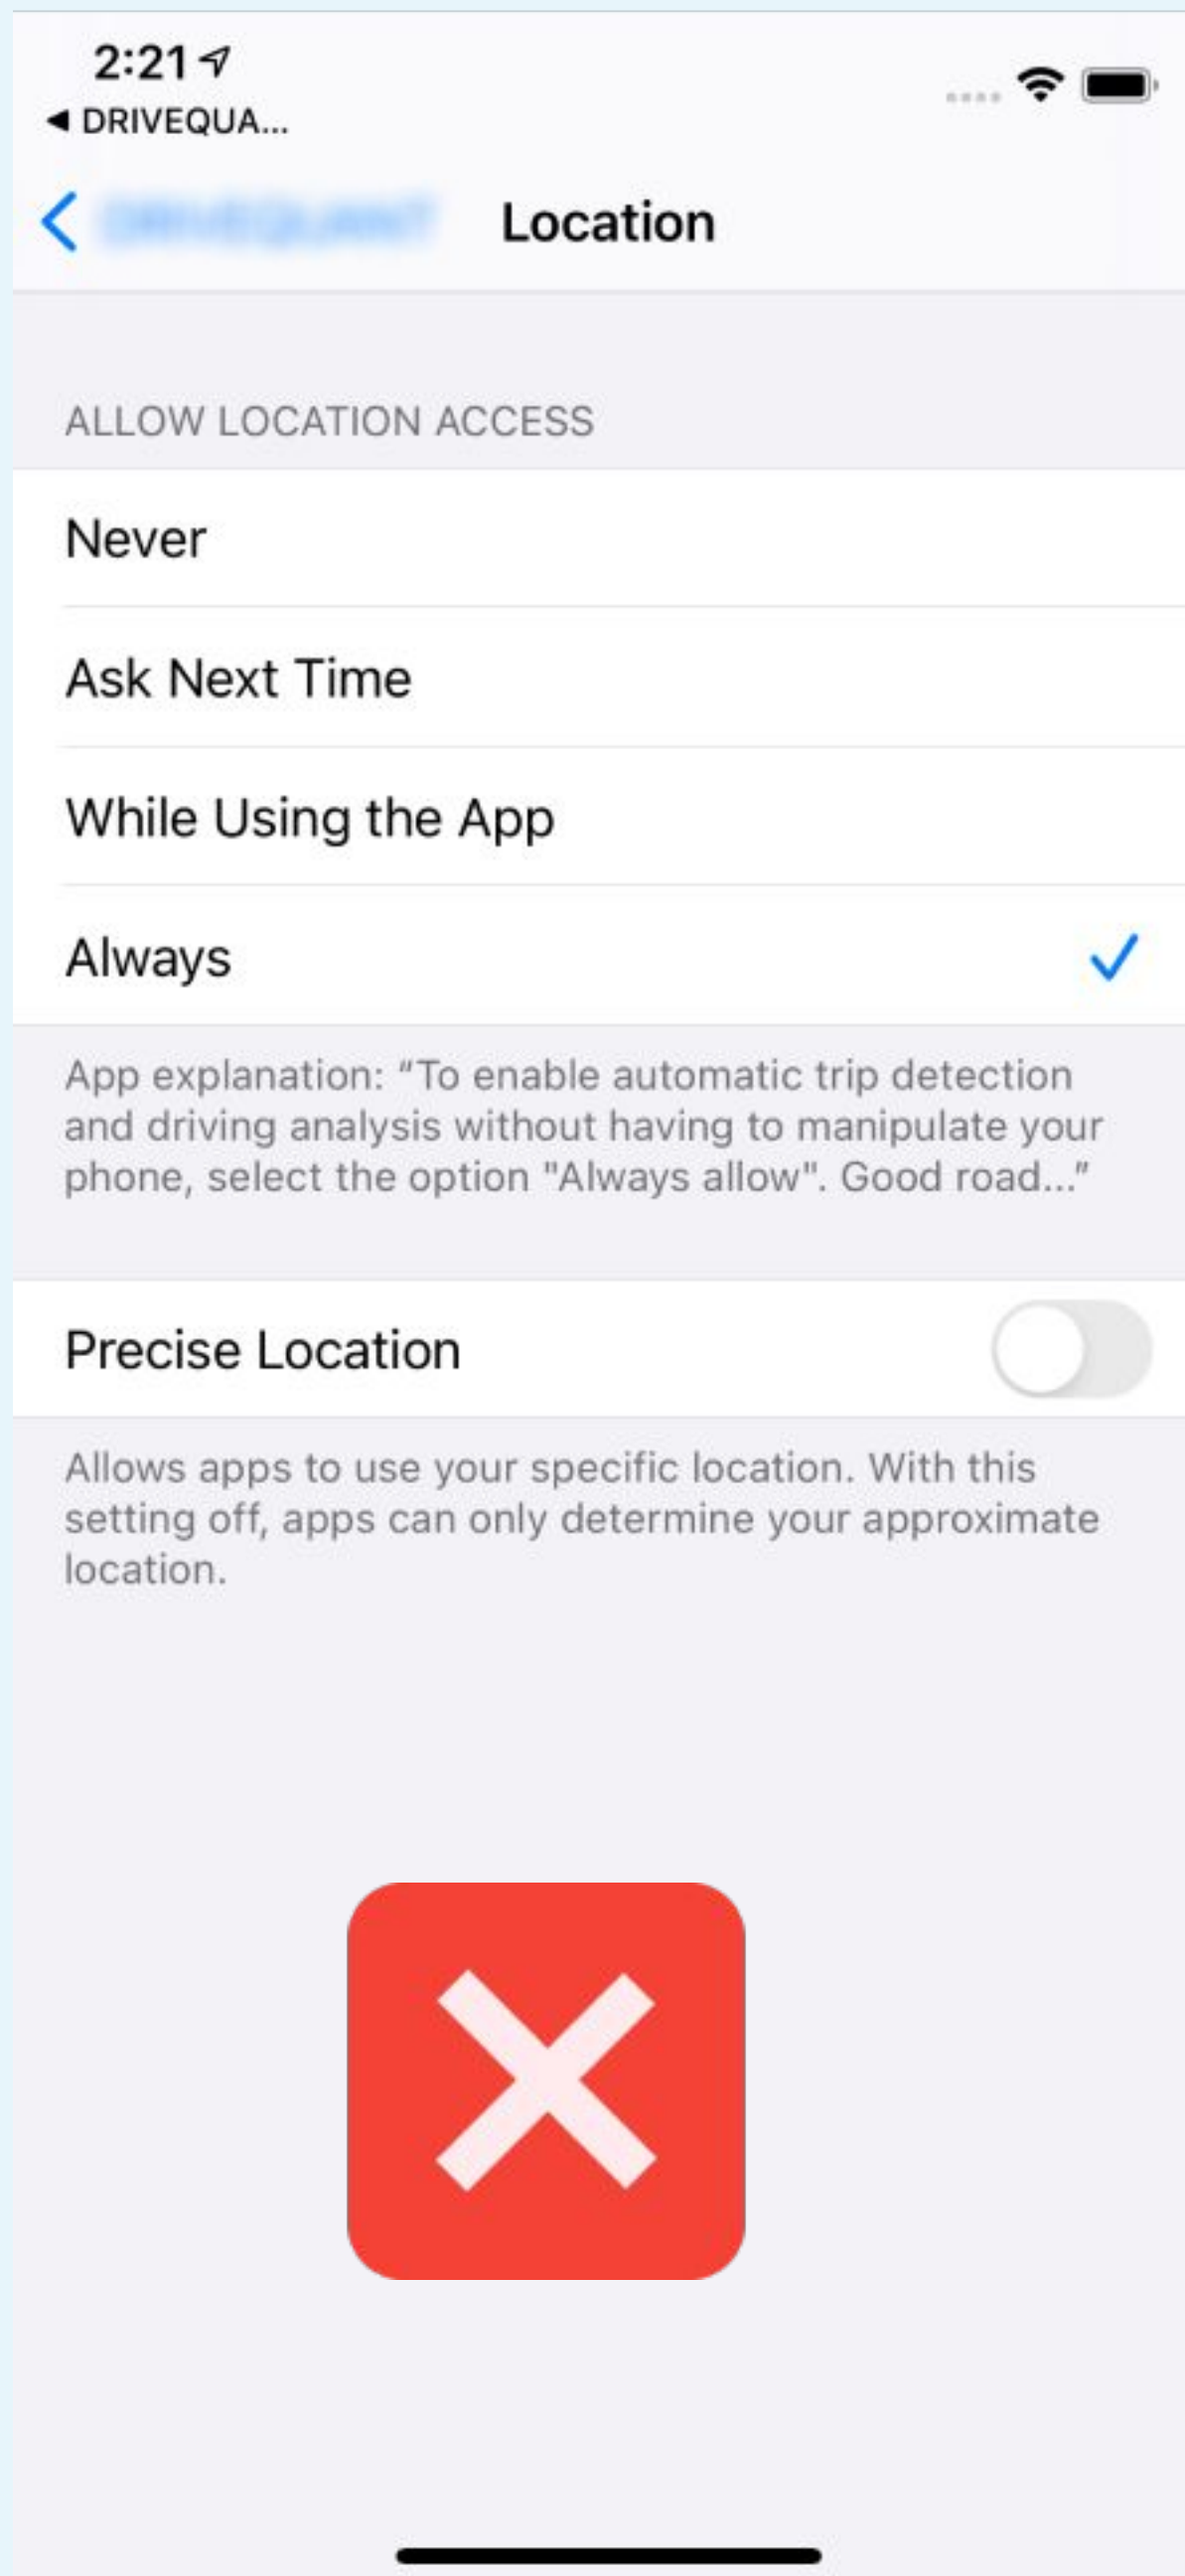 2:21
◀ DRIVEQUA...
Location
ALLOW LOCATION ACCESS
Never
Ask Next Time
While Using the App
Always
App explanation: “To enable automatic trip detection
and driving analysis without having to manipulate your
phone, select the option "Always allow". Good road...”
Precise Location
Allows apps to use your specific location. With this
setting off, apps can only determine your approximate
location.